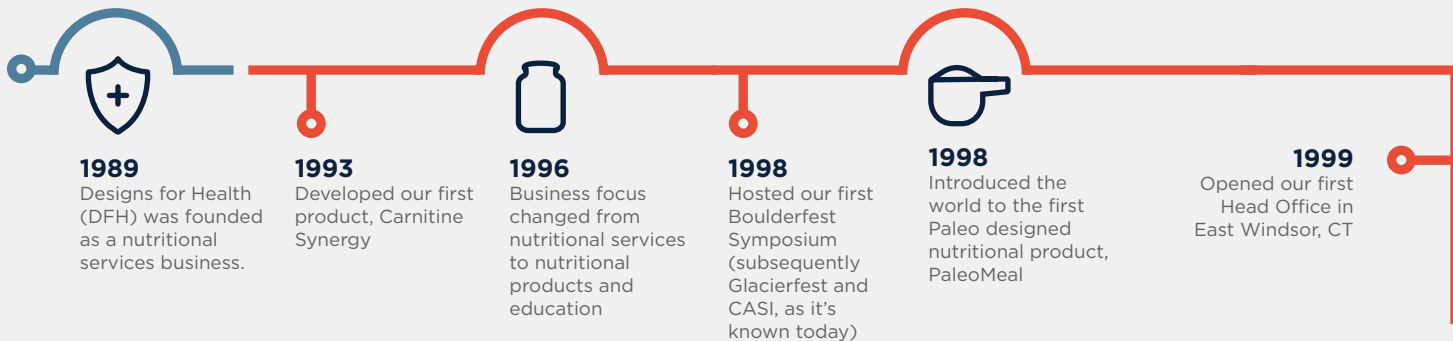 1989
Designs for Health
(DFH) was founded
as a nutritional
services business.
1993
Developed our first
product, Carnitine
Synergy
1996
Business focus
changed from
nutritional services
to nutritional
products and
education
1998
Hosted our first
Boulderfest
Symposium
(subsequently
Glacierfest and
CASI, as it’s
known today)
1998
Introduced the
world to the first
Paleo designed
nutritional product,
PaleoMeal
1999
Opened our first
Head Office in
East Windsor, CT